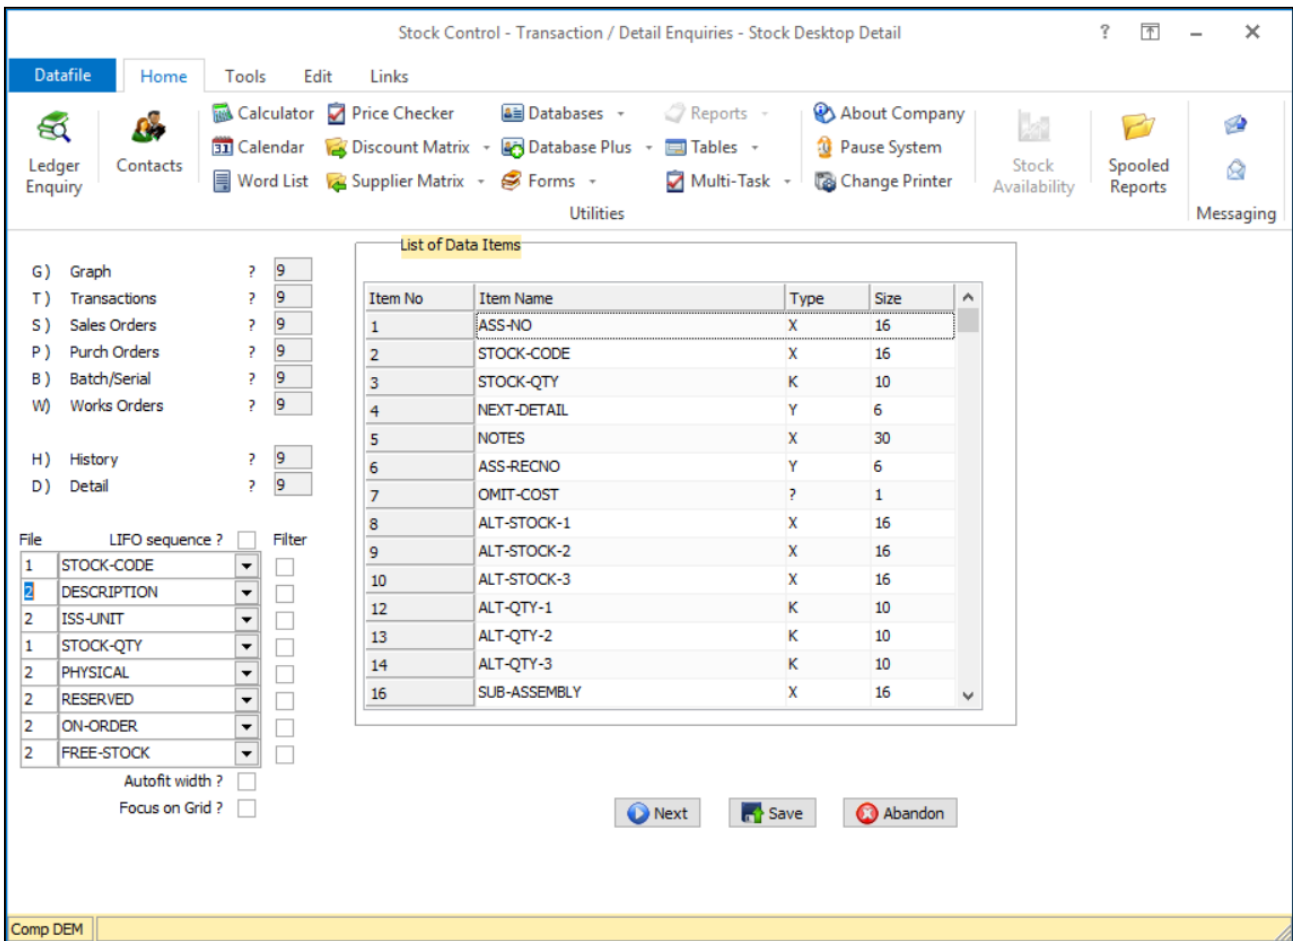 Stock Control - Transaction / Detail Enquiries - Stock Desktop Detail ?
Datafile Home Tools Edit Links
Calculator Price Checker Databases Reports About Company
Calendar Discount Matrix Database Plus Tables Pause System
Word List Supplier Matrix Forms Multi-Task Change Printer
Ledger Enquiry Contacts Stock Availability Spooled Reports
Utilities Messaging
List of Data Items
G) Graph ? 9
T) Transactions ? 9
S) Sales Orders ? 9
P) Purch Orders ? 9
B) Batch/Serial ? 9
W) Works Orders ? 9
H) History ? 9
D) Detail ? 9
File LIFO sequence ? Filter
1 STOCK-CODE
2 DESCRIPTION
2 ISS-UNIT
1 STOCK-QTY
2 PHYSICAL
2 RESERVED
2 ON-ORDER
2 FREE-STOCK
Autofit width ?
Focus on Grid ?
Item No Item Name Type Size
1 ASS-NO X 16
2 STOCK-CODE X 16
3 STOCK-QTY K 10
4 NEXT-DETAIL Y 6
5 NOTES X 30
6 ASS-RECNO Y 6
7 OMIT-COST ? 1
8 ALT-STOCK-1 X 16
9 ALT-STOCK-2 X 16
10 ALT-STOCK-3 X 16
12 ALT-QTY-1 K 10
13 ALT-QTY-2 K 10
14 ALT-QTY-3 K 10
16 SUB-ASSEMBLY X 16
Next Save Abandon
Comp DEM